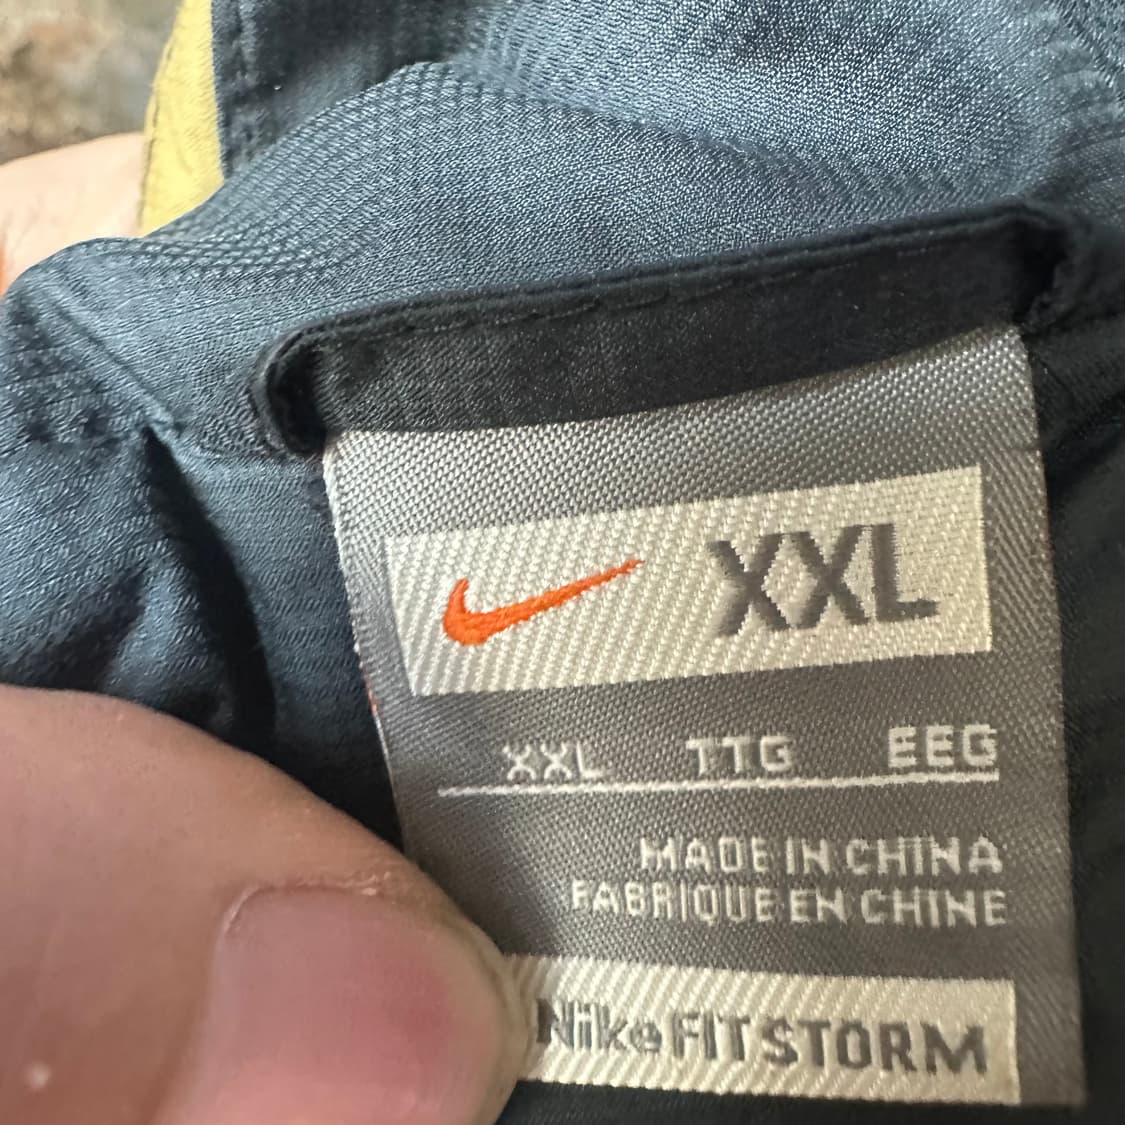 XXL
XXL TTG EEG
MADE IN CHINA
FABRIQUE EN CHINE
Nike FIT STORM